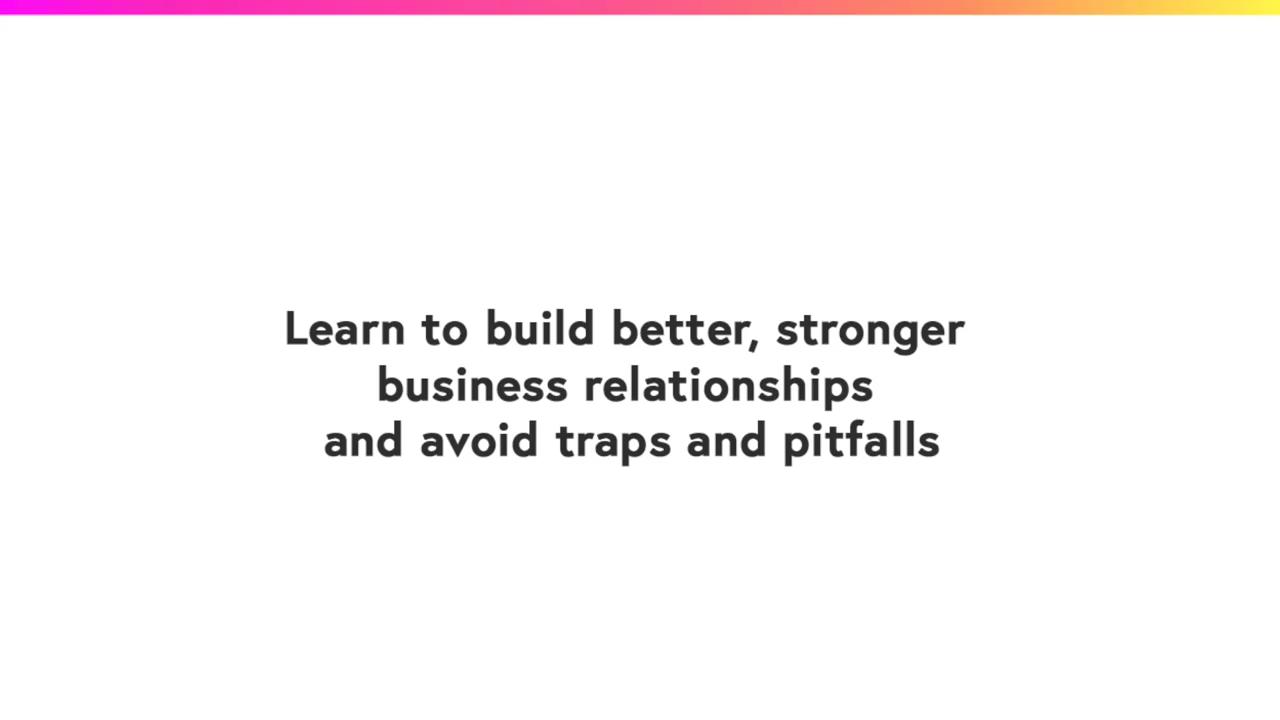 Learn to build better, stronger
business relationships
and avoid traps and pitfalls